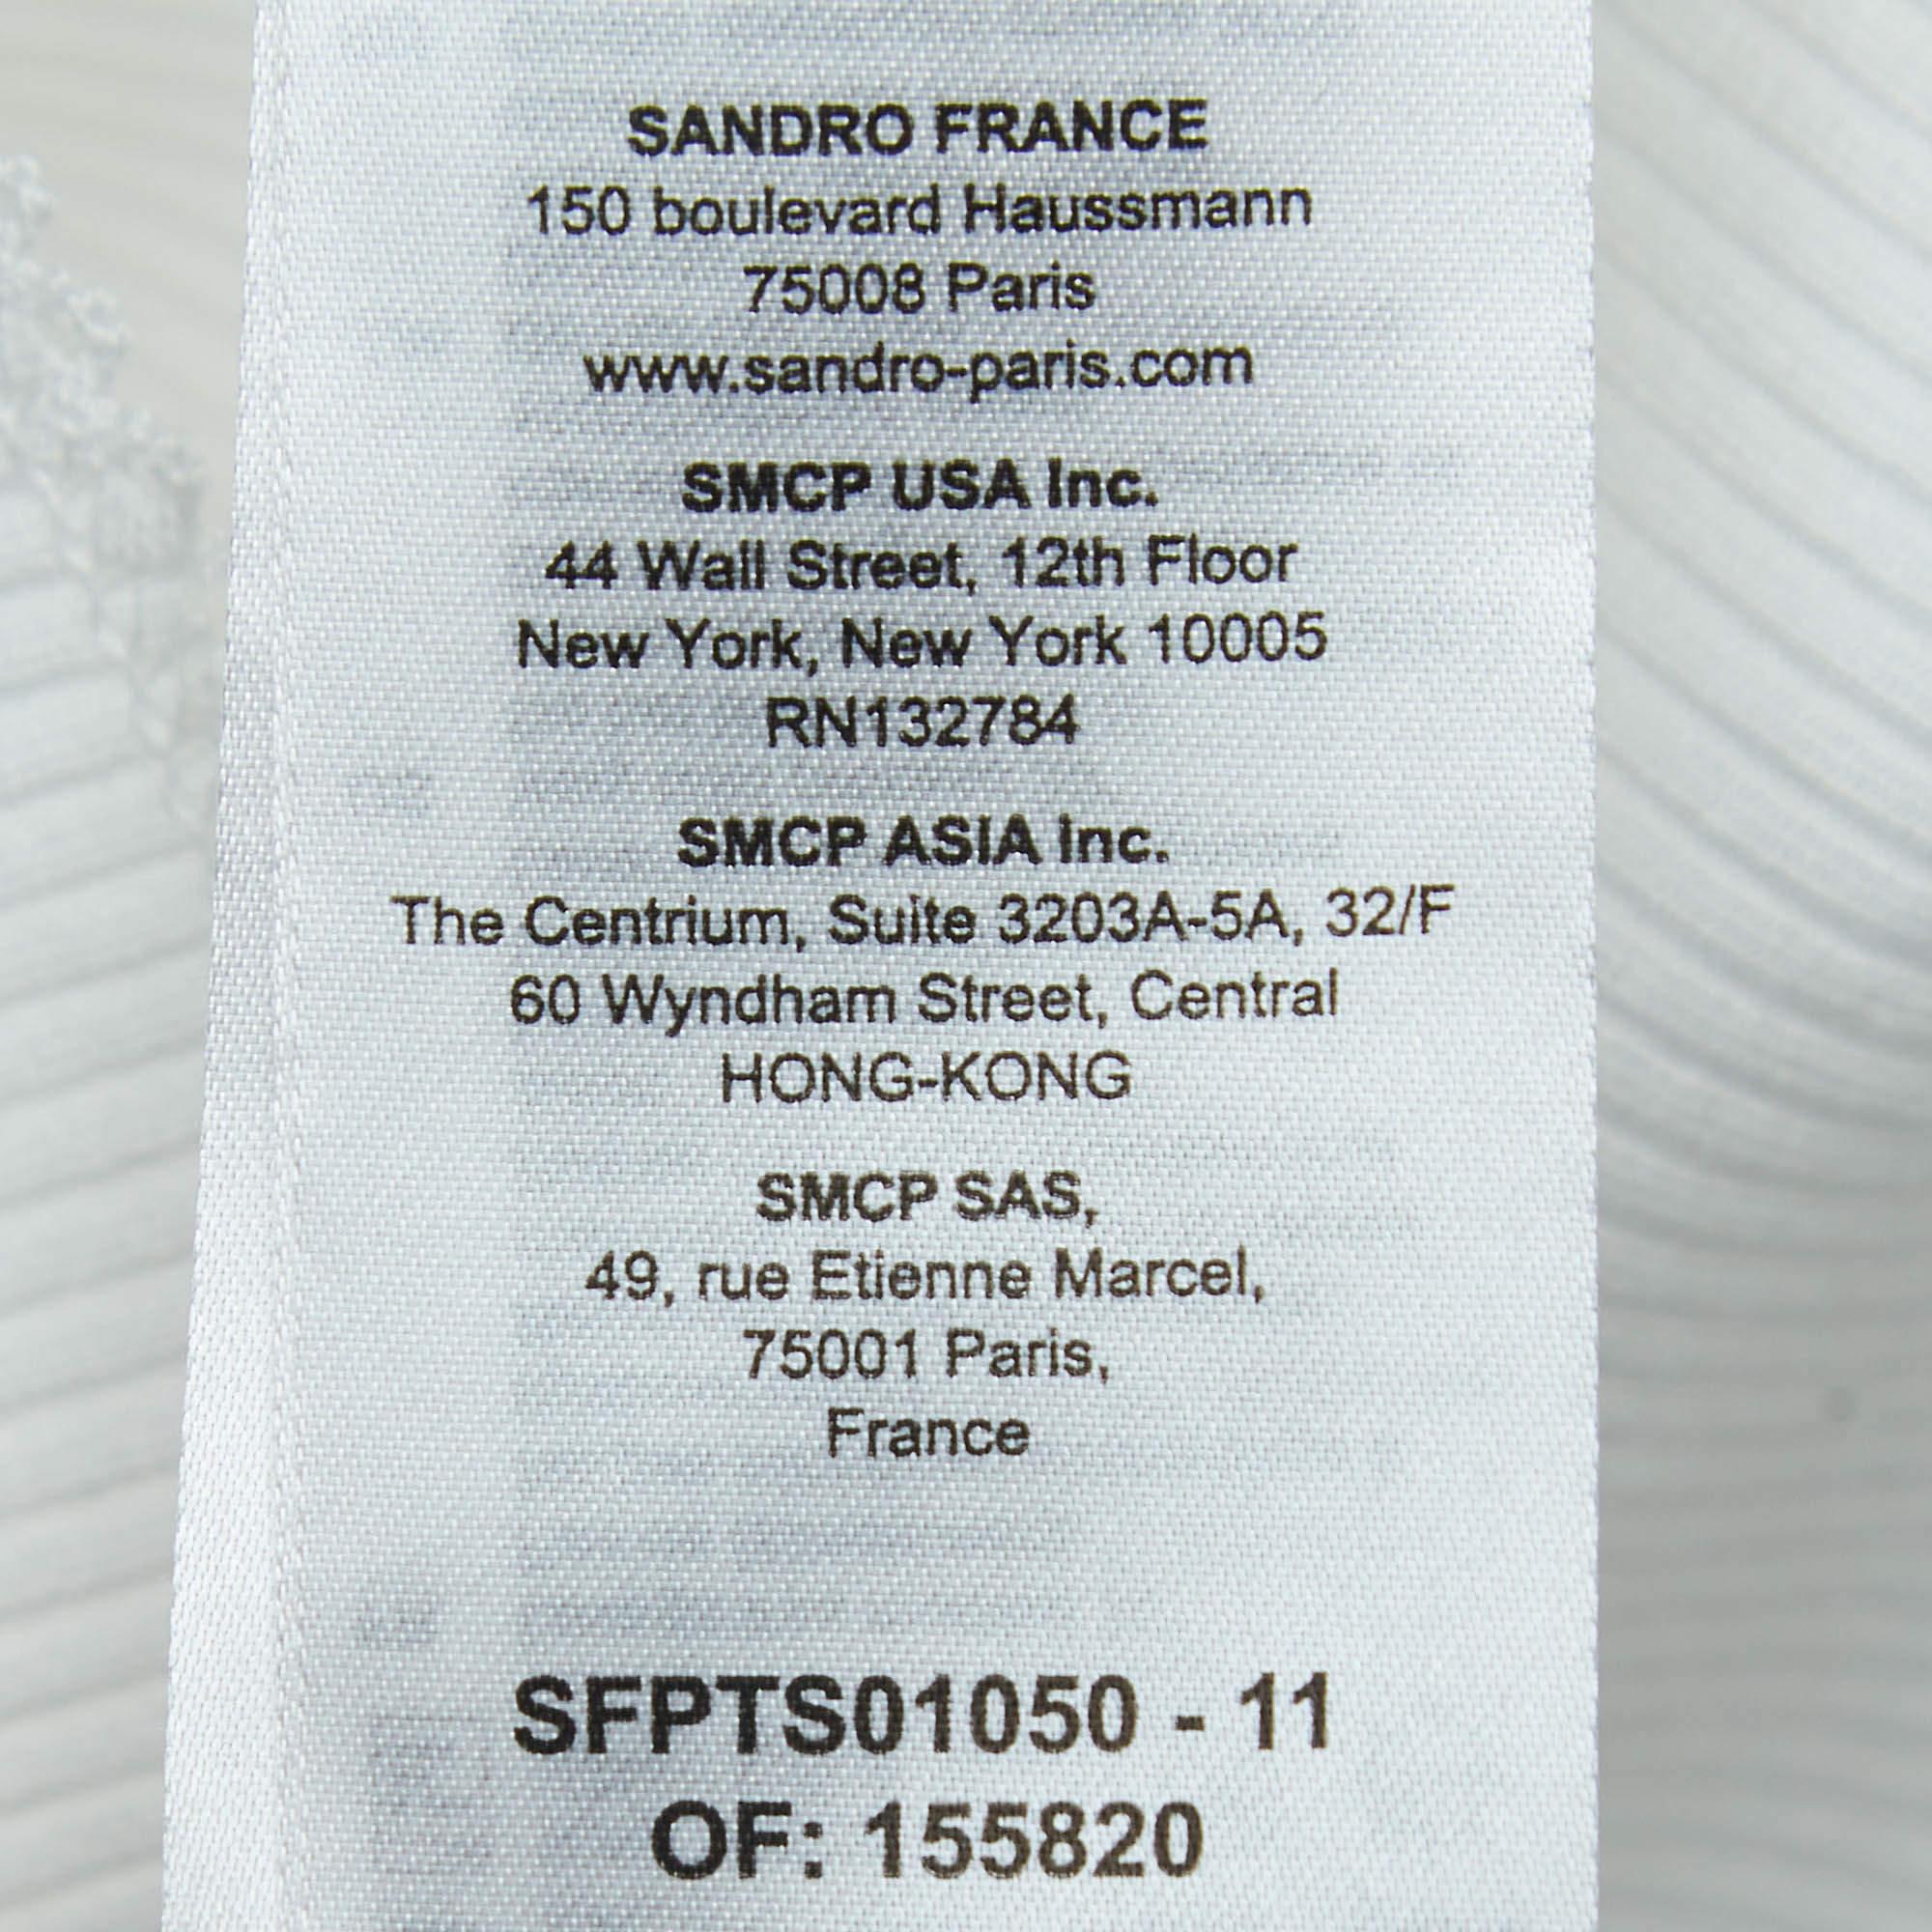 SANDRO FRANCE
150 boulevard Haussmann
75008 Paris
www.sandro-paris.com
SMCP USA Inc.
44 Wall Street, 12th Floor
New York, New York 10005
RN132784
SMCP ASIA Inc.
The Centrium, Suite 3203A-5A, 32/F
60 Wyndham Street, Central
HONG-KONG
SMCP SAS,
49, rue Etienne Marcel,
75001 Paris,
France
SFPTS01050 - 11
OF: 155820